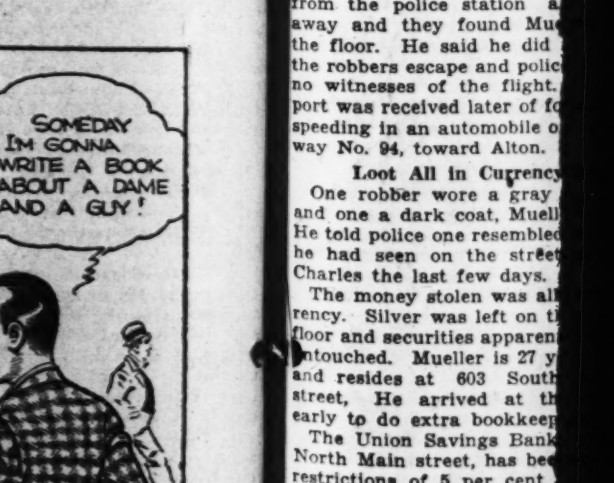 SOMEDAY
I'M GONNA
WRITE A BOOK
ABOUT A DAME
AND A GUY!
from the police station
away and they found
the floor. He said he did
the robbers escape and
no witnesses of the flight.
port was received later of
speeding in an automobile
way No. 94, toward Alton.
Loot All in Currency
One robber wore a gray
and one a dark coat,
He told police one resembled
he had seen on the street
Charles the last few days.
The money stolen was
rency. Silver was left on
floor and securities
untouched. Mueller is 27
and resides at 603 South
street, He arrived at
early to do extra
The Union Savings Bank
North Main street, has
restrictions of 5 per cent